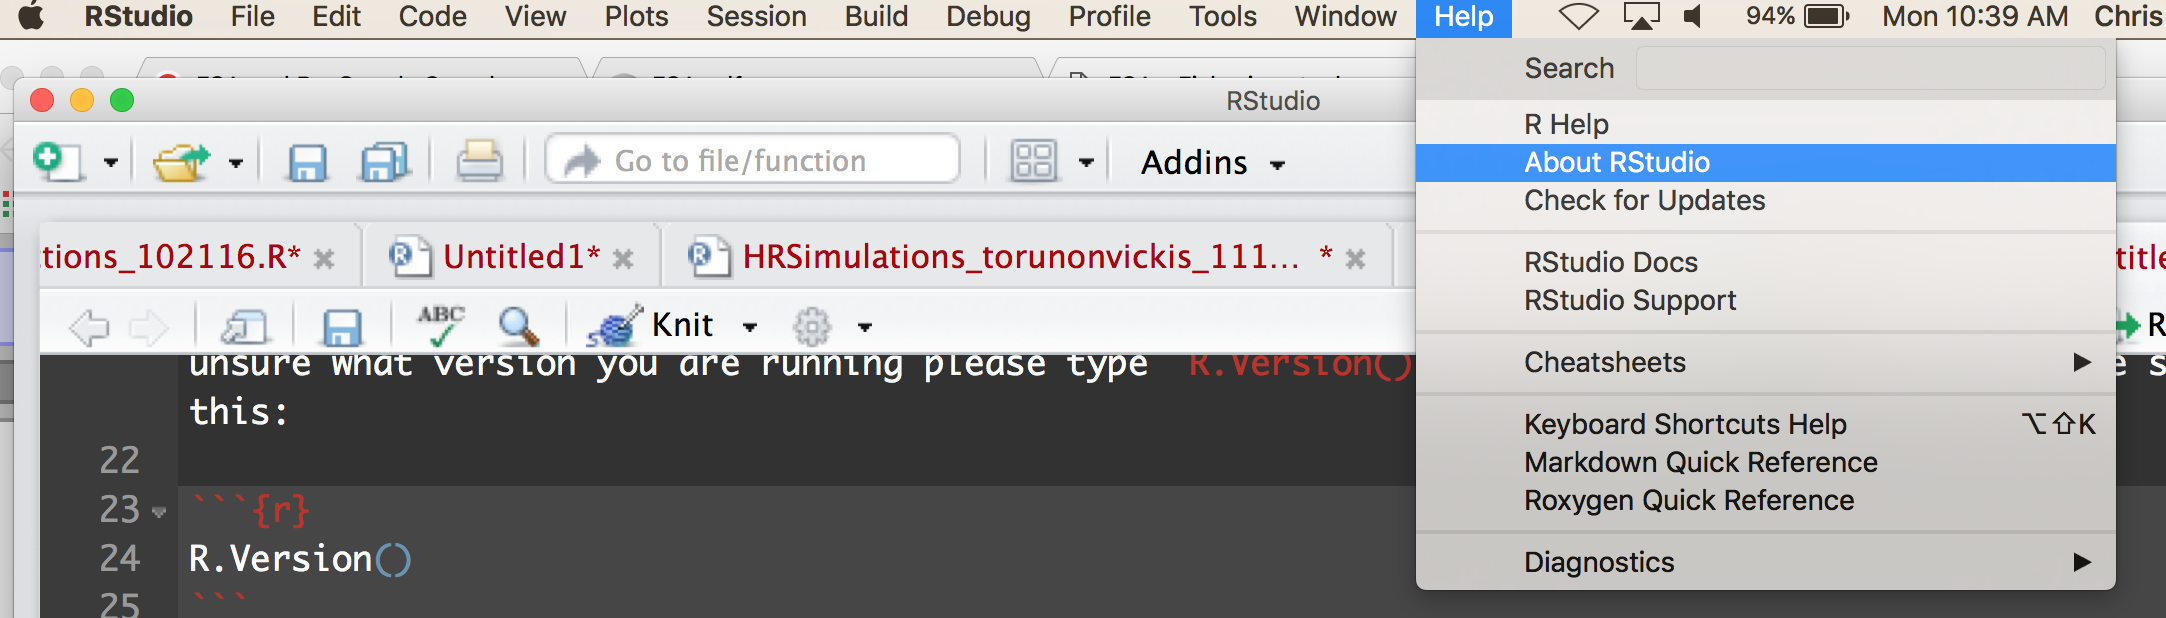 RStudio File Edit Code View Plots Session Build Debug Profile Tools Window Help 94% Mon 10:39 AM Chris
RStudio
Search
Go to file/function Addins
R Help
About RStudio
Check for Updates
RStudio Docs
RStudio Support
Cheatsheets
Keyboard Shortcuts Help ⌥⇧K
Markdown Quick Reference
Roxygen Quick Reference
Diagnostics
tions_102116.R* Untitled1* HRSimulations_torunonvickis_111... *
ABC Knit
unsure what version you are running please type R.Version()
this:
22
23 ```{r}
24 R.Version()
25 ```